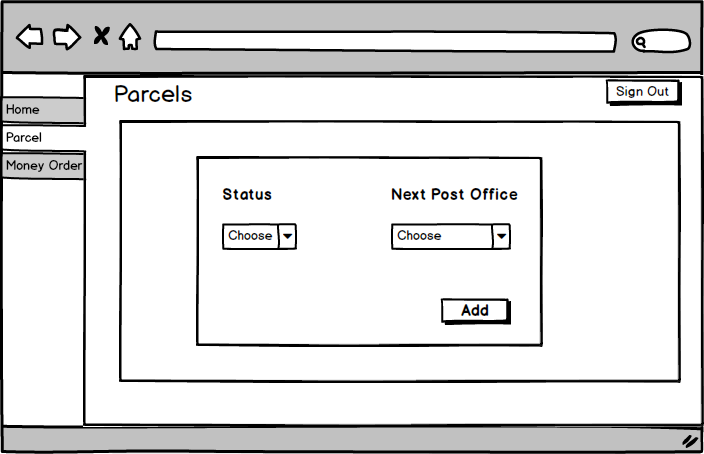 Parcels
Sign Out
Home
Parcel
Money Order
Status
Next Post Office
Choose
Choose
Add